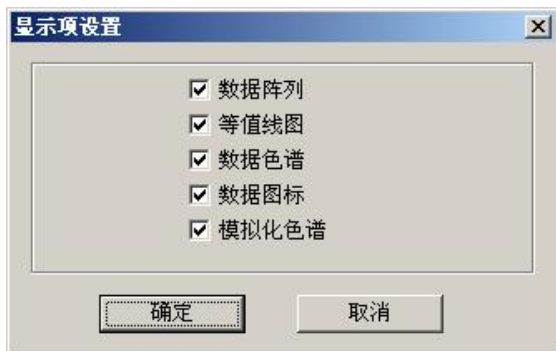 显示项设置
数据阵列
等值线图
数据色谱
数据图标
模拟化色谱
确定
取消